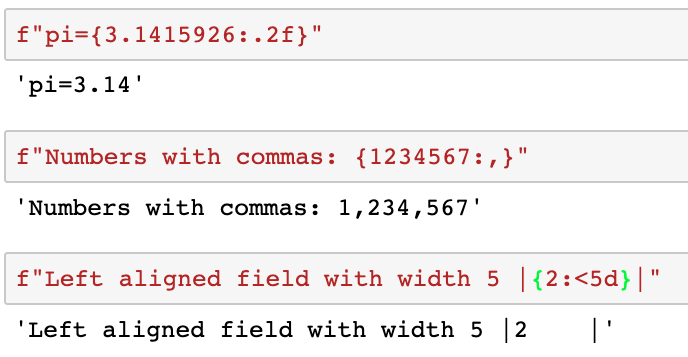 f"pi={3.1415926:.2f}"
'pi=3.14'
f"Numbers with commas: {1234567:,}"
'Numbers with commas: 1,234,567'
f"Left aligned field with width 5 |{2:<5d}|"
'Left aligned field with width 5 |2    |'